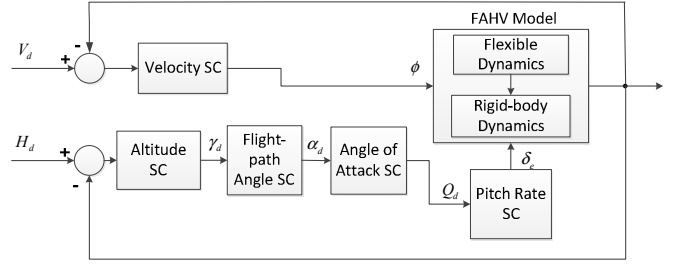 FAHV Model
V_d
-
+
Velocity SC
ϕ
Flexible
Dynamics
Rigid-body
Dynamics
H_d
+
-
Altitude
SC
γ_d
Flight-
path
Angle SC
α_d
Angle of
Attack SC
Q_d
δ_e
Pitch Rate
SC